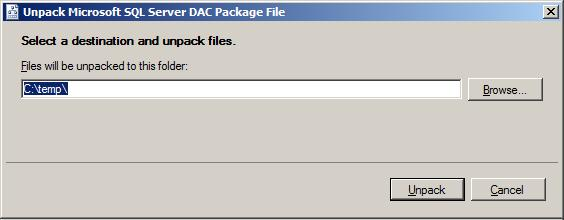 Unpack Microsoft SQL Server DAC Package File
Select a destination and unpack files.
Files will be unpacked to this folder:
C:\temp\
Browse...
Unpack
Cancel